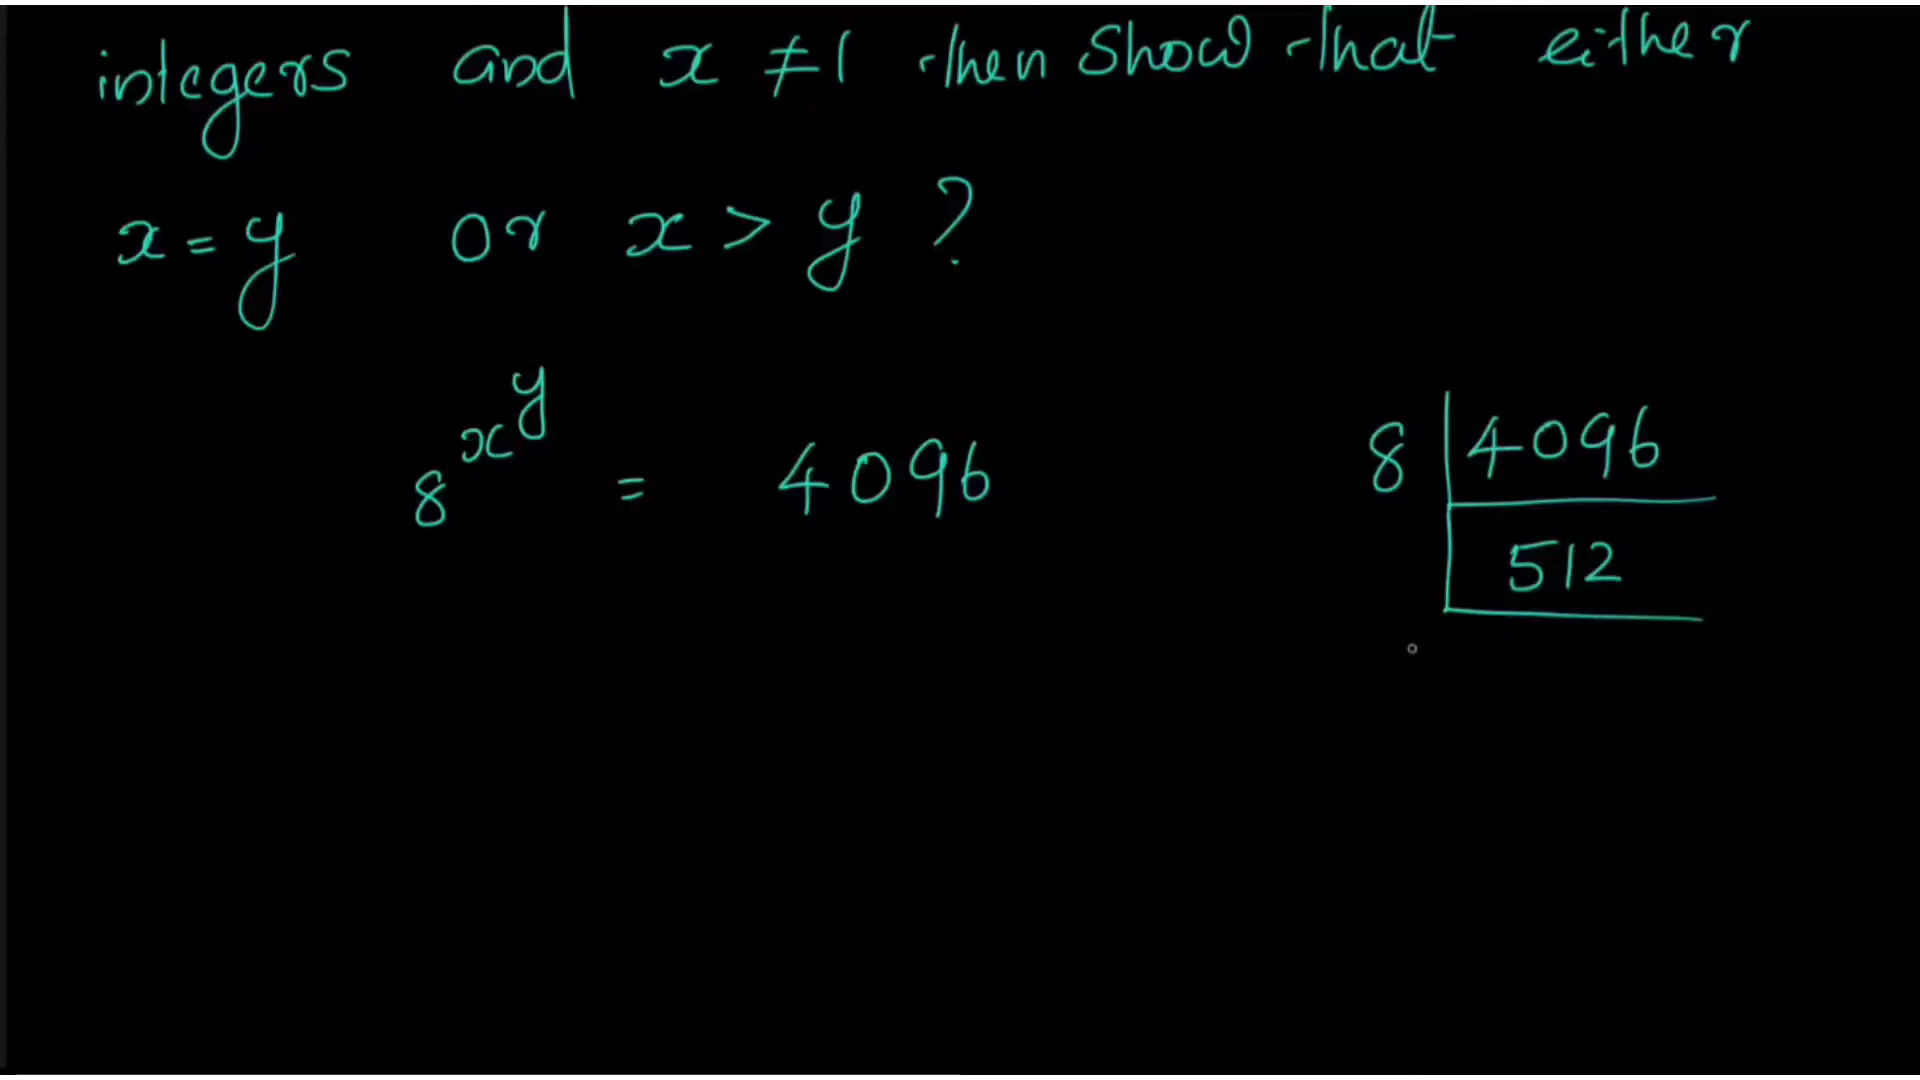 integers and x ≠ 1 then show that either
x = y or x > y ?
8^x^y = 4096
8 | 4096
512